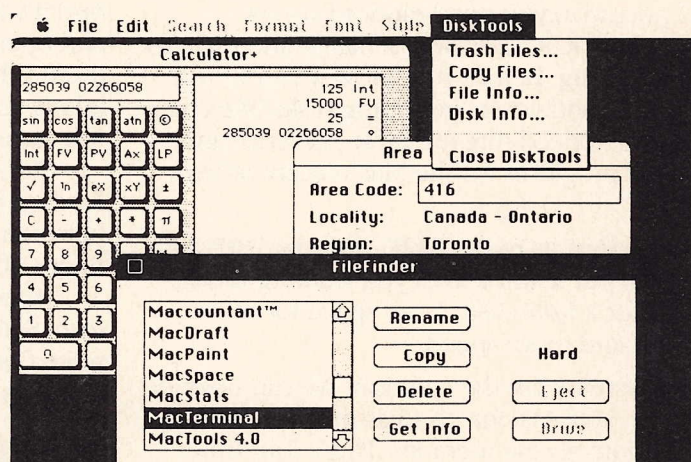 File Edit Search Format Font Style DiskTools
Trash Files...
Copy Files...
File Info...
Disk Info...
Close DiskTools
Calculator+
285039 02266058
125 Int
15000 FV
25 =
285039 02266058 ⋄
sin cos tan atn ©
Int FV PV Ax LP
√ ln eX xY ±
C - + * π
7 8 9
4 5 6
1 2 3
0
Area
Area Code: 416
Locality: Canada - Ontario
Region: Toronto
FileFinder
Maccountant™
MacDraft
MacPaint
MacSpace
MacStats
MacTerminal
MacTools 4.0
Rename
Copy
Delete
Get Info
Hard
Eject
Drive